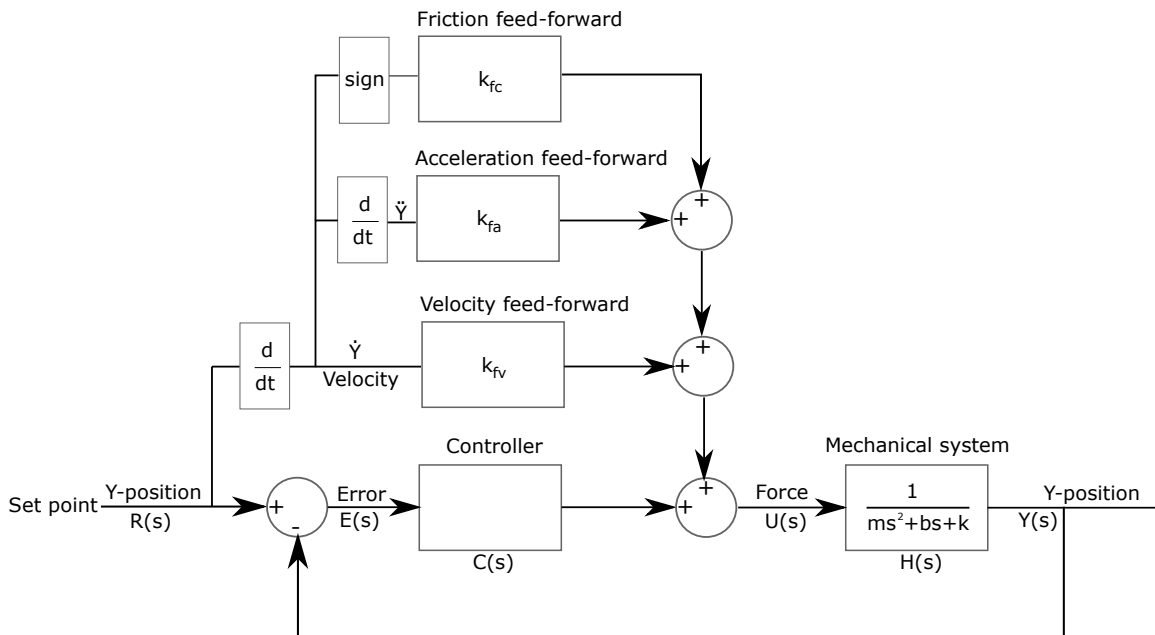 Friction feed-forward
sign
k_fc
+
Acceleration feed-forward
d
dt
Ÿ
k_fa
+
Velocity feed-forward
d
dt
Ẏ
Velocity
k_fv
+
+
Controller
Mechanical system
Set point
Y-position
R(s)
+
-
Error
E(s)
C(s)
+
+
Force
U(s)
1
ms²+bs+k
H(s)
Y-position
Y(s)